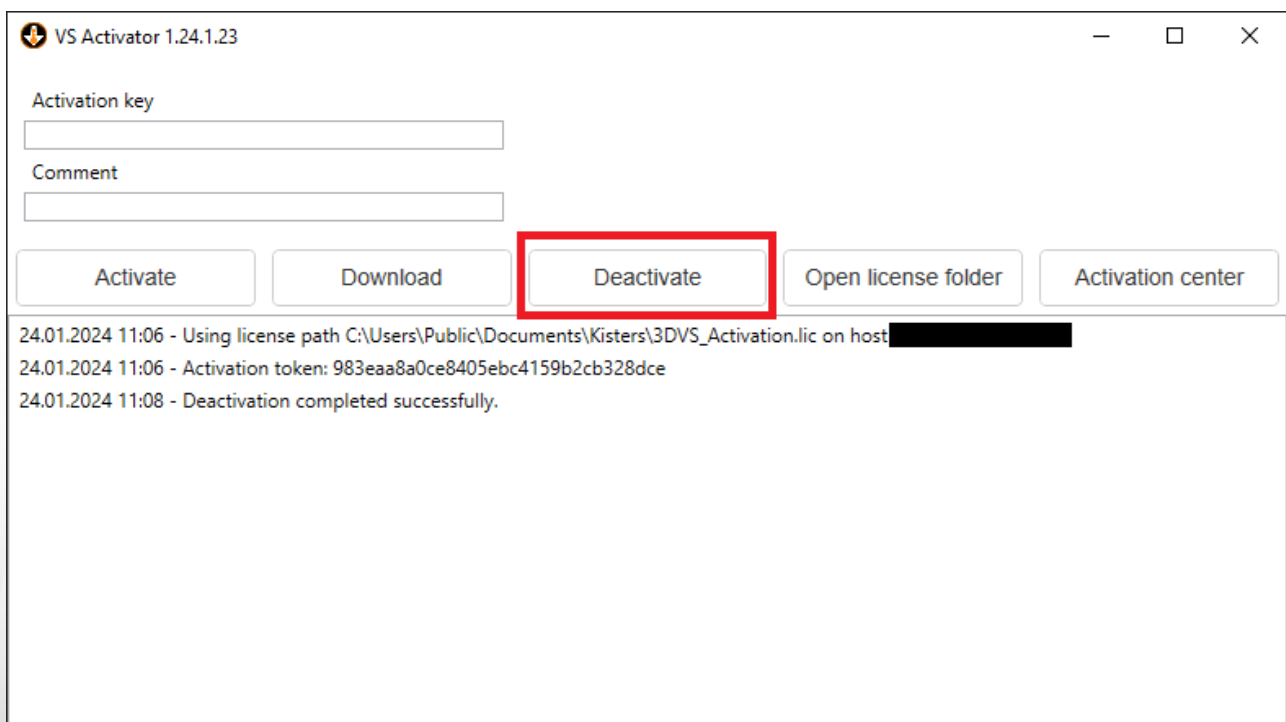 VS Activator 1.24.1.23
Activation key
Comment
Activate Download Deactivate Open license folder Activation center
24.01.2024 11:06 - Using license path C:\Users\Public\Documents\Kisters\3DVS_Activation.lic on host
24.01.2024 11:06 - Activation token: 983eaa8a0ce8405ebc4159b2cb328dce
24.01.2024 11:08 - Deactivation completed successfully.